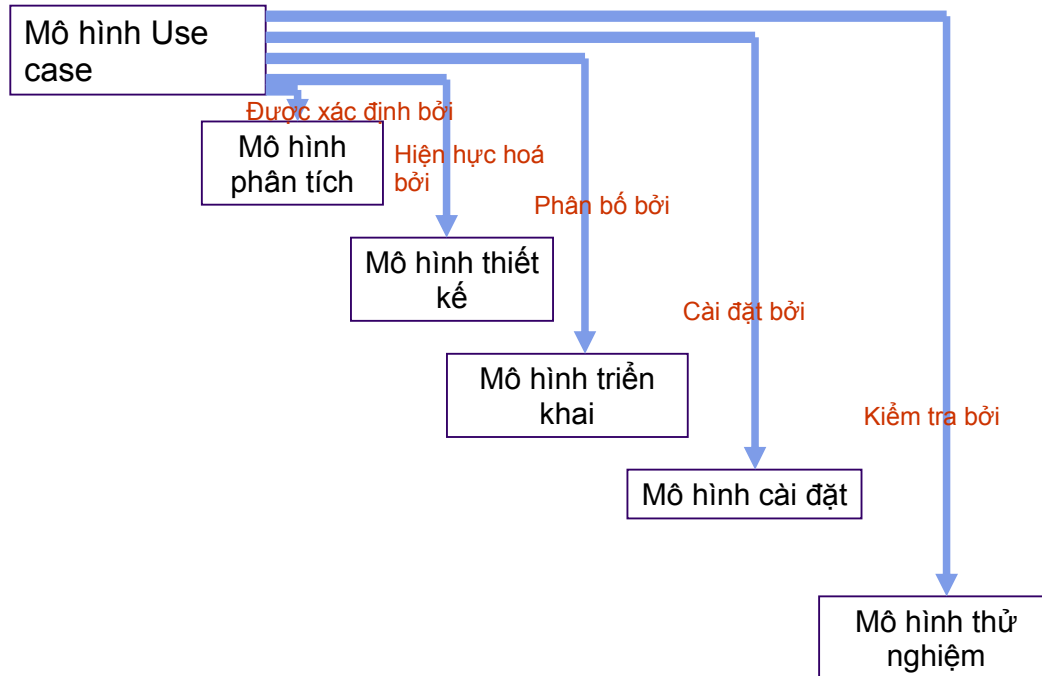 Mô hình Use
case
Được xác định bởi
Mô hình
phân tích
Hiện hực hoá
bởi
Phân bố bởi
Mô hình thiết
kế
Cài đặt bởi
Mô hình triển
khai
Kiểm tra bởi
Mô hình cài đặt
Mô hình thử
nghiệm